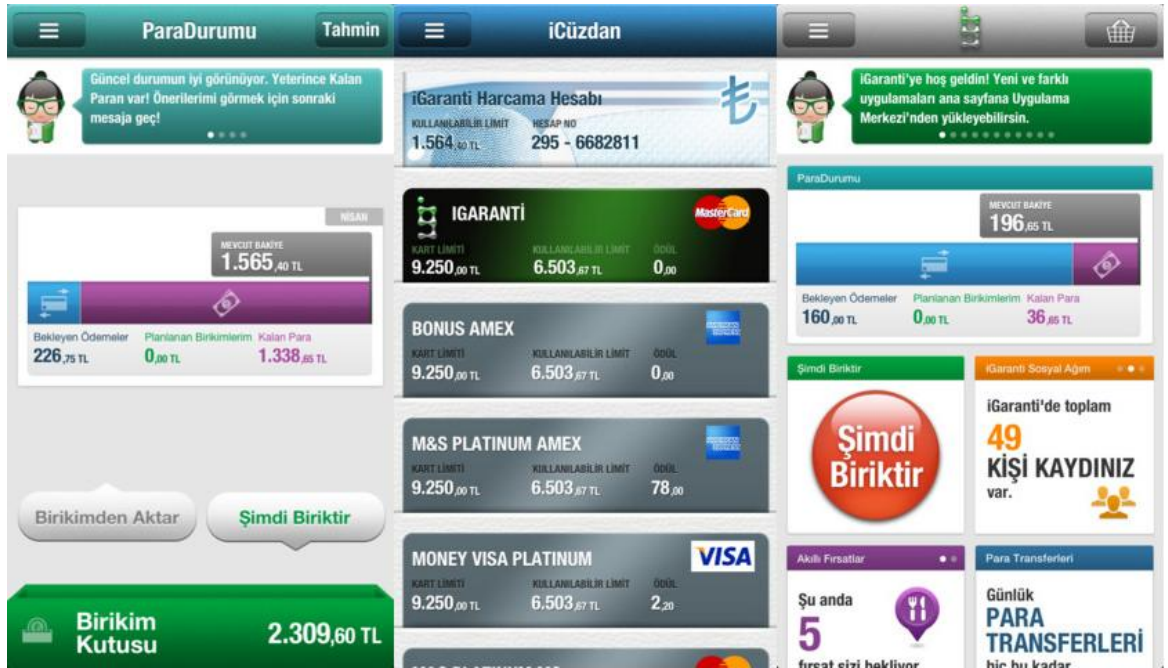 ParaDurumu
Tahmin
Güncel durumun iyi görünüyor. Yeterince Kalan
Paran var! Önerilerimi görmek için sonraki
mesaja geç!
NİSAN
MEVCUT BAKİYE
1.565,40 TL
Bekleyen Ödemeler
Planlanan Birikimlerim
Kalan Para
226,75 TL
0,00 TL
1.338,65 TL
Birikimden Aktar
Şimdi Biriktir
Birikim
Kutusu
2.309,60 TL
iCüzdan
iGaranti Harcama Hesabı
KULLANILABİLİR LİMİT
HESAP NO
1.564,40 TL
295 - 6682811
IGARANTİ
MasterCard
KART LİMİTİ
KULLANILABİLİR LİMİT
ÖDÜL
9.250,00 TL
6.503,67 TL
0,00
BONUS AMEX
KART LİMİTİ
KULLANILABİLİR LİMİT
ÖDÜL
9.250,00 TL
6.503,67 TL
0,00
M&S PLATINUM AMEX
KART LİMİTİ
KULLANILABİLİR LİMİT
ÖDÜL
9.250,00 TL
6.503,67 TL
78,00
MONEY VISA PLATINUM
VISA
KART LİMİTİ
KULLANILABİLİR LİMİT
ÖDÜL
9.250,00 TL
6.503,67 TL
2,20
iGaranti'ye hoş geldin! Yeni ve farklı
uygulamaları ana sayfana Uygulama
Merkezi'nden yükleyebilirsin.
ParaDurumu
MEVCUT BAKİYE
196,65 TL
Bekleyen Ödemeler
Planlanan Birikimlerim
Kalan Para
160,00 TL
0,00 TL
36,65 TL
Şimdi Biriktir
Şimdi
Biriktir
iGaranti Sosyal Ağım
iGaranti'de toplam
49
KİŞİ KAYDINIZ
var.
Akıllı Fırsatlar
Şu anda
5
fırsat sizi bekliyor
Para Transferleri
Günlük
PARA
TRANSFERLERİ
hiç bu kadar